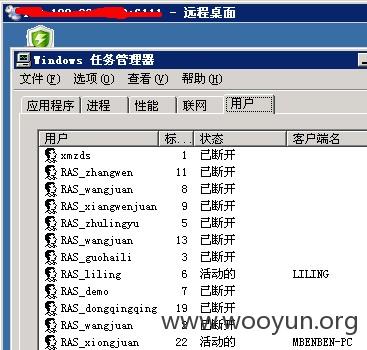 - 远程桌面
Windows 任务管理器
文件(F) 选项(O) 查看(V) 帮助(H)
应用程序 进程 性能 联网 用户
用户 标... 状态 客户端名
xmzds 1 已断开
RAS_zhangwen 11 已断开
RAS_wangjuan 8 已断开
RAS_xiangwenjuan 9 已断开
RAS_zhulingyu 5 已断开
RAS_wangjuan 13 已断开
RAS_guohaili 3 已断开
RAS_liling 6 活动的 LILING
RAS_demo 7 已断开
RAS_dongqingqing 19 已断开
RAS_wangjuan 8 已断开
RAS_xiongjuan 22 活动的 MBENBEN-PC
www.wooyun.org